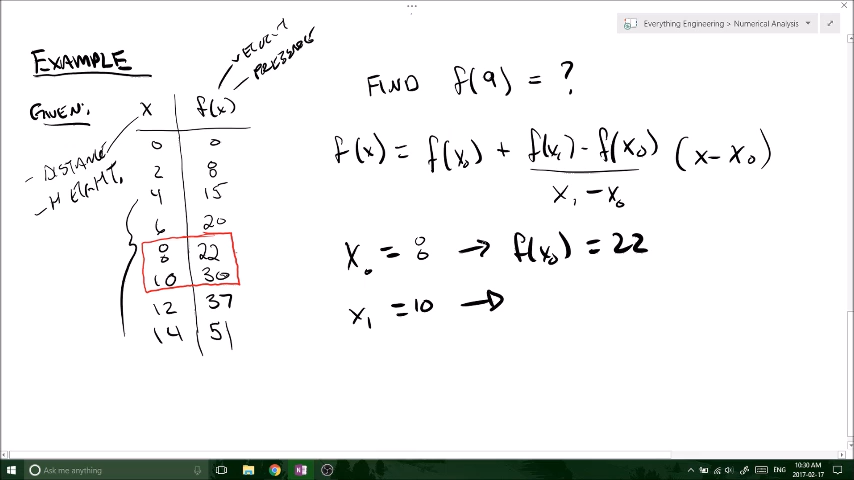 ...
Everything Engineering > Numerical Analysis
EXAMPLE
VELOCITY
PRESSURE
GIVEN:
x f(x)
- DISTANCE
- HEIGHT.
0 0
2 8
4 15
6 20
8 22
10 30
12 37
14 51
FIND f(9) = ?
f(x) = f(x₀) + f(x₁) - f(x₀) (x - x₀)
x₁ - x₀
x₀ = 8 → f(x₀) = 22
x₁ = 10 →
Ask me anything
ENG
10:30 AM
2017-02-17